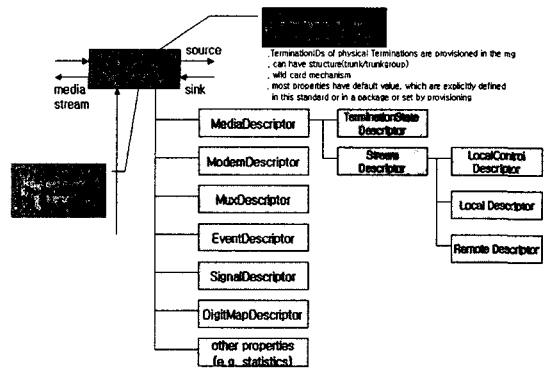 source
sink
media
stream
. TerminationIDs of physical Terminations are provisioned in the mg
. can have structure(trunk/trunkgroup)
. wild card mechanism
. most properties have default value, which are explicitly defined
in this standard or in a package or set by provisioning
MediaDescriptor
TerminationState
Descriptor
Stream
Descriptor
LocalControl
Descriptor
Local Descriptor
Remote Descriptor
ModemDescriptor
MuxDescriptor
EventDescriptor
SignalDescriptor
DigitMapDescriptor
other properties
(e.g. statistics)